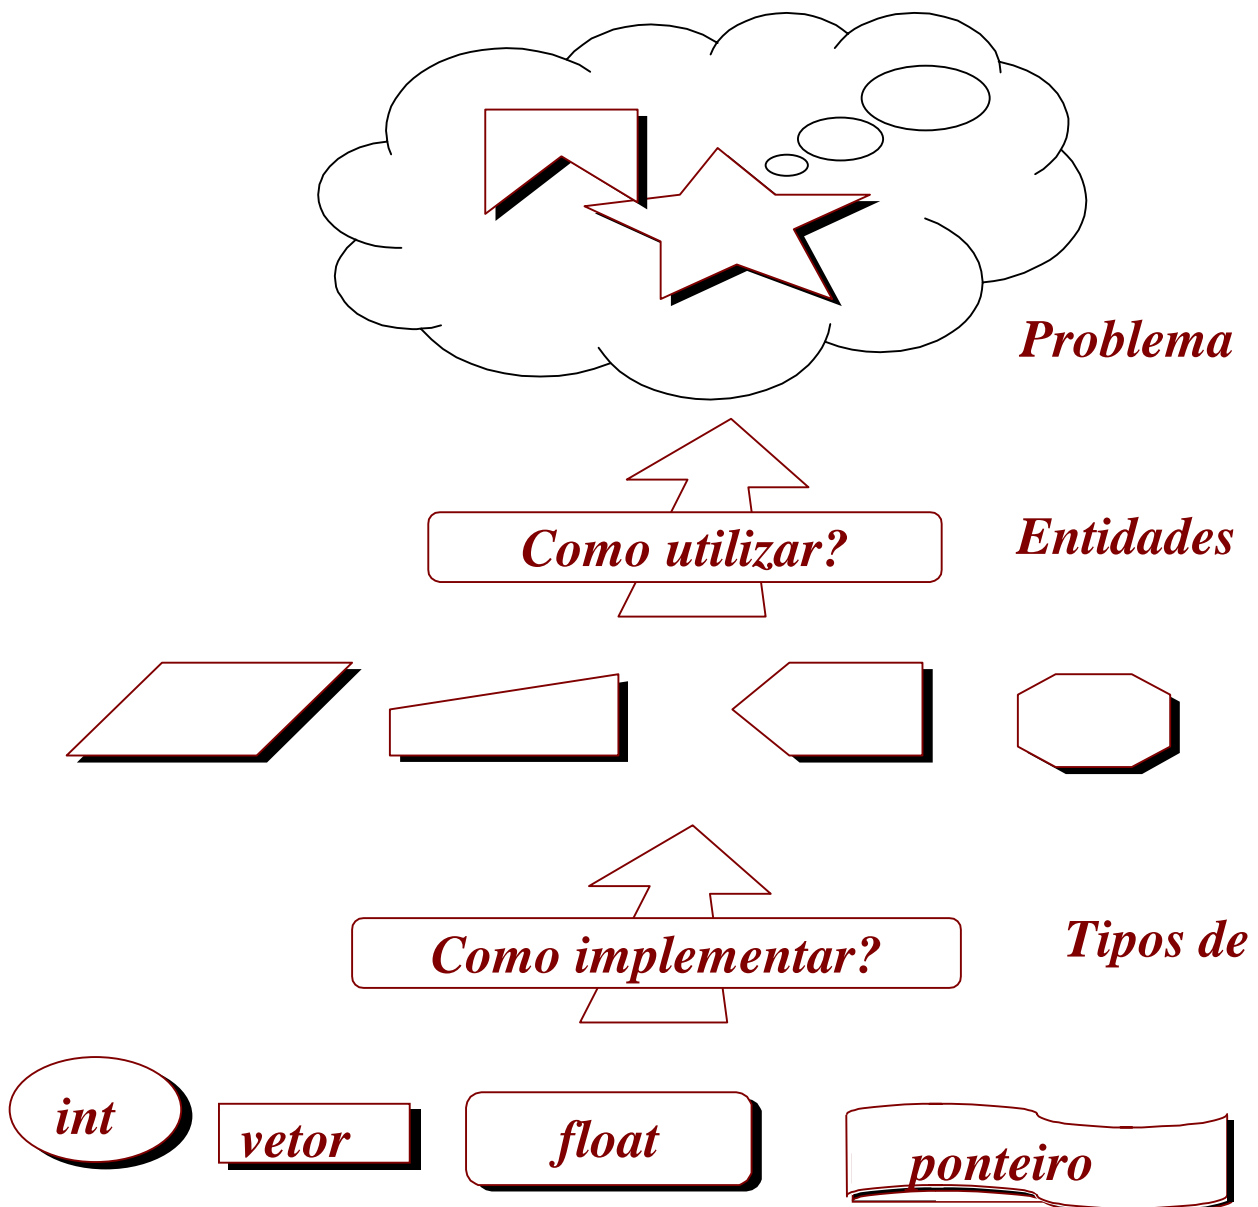 Problema
Entidades
Como utilizar?
Tipos de
Como implementar?
int
vetor
float
ponteiro